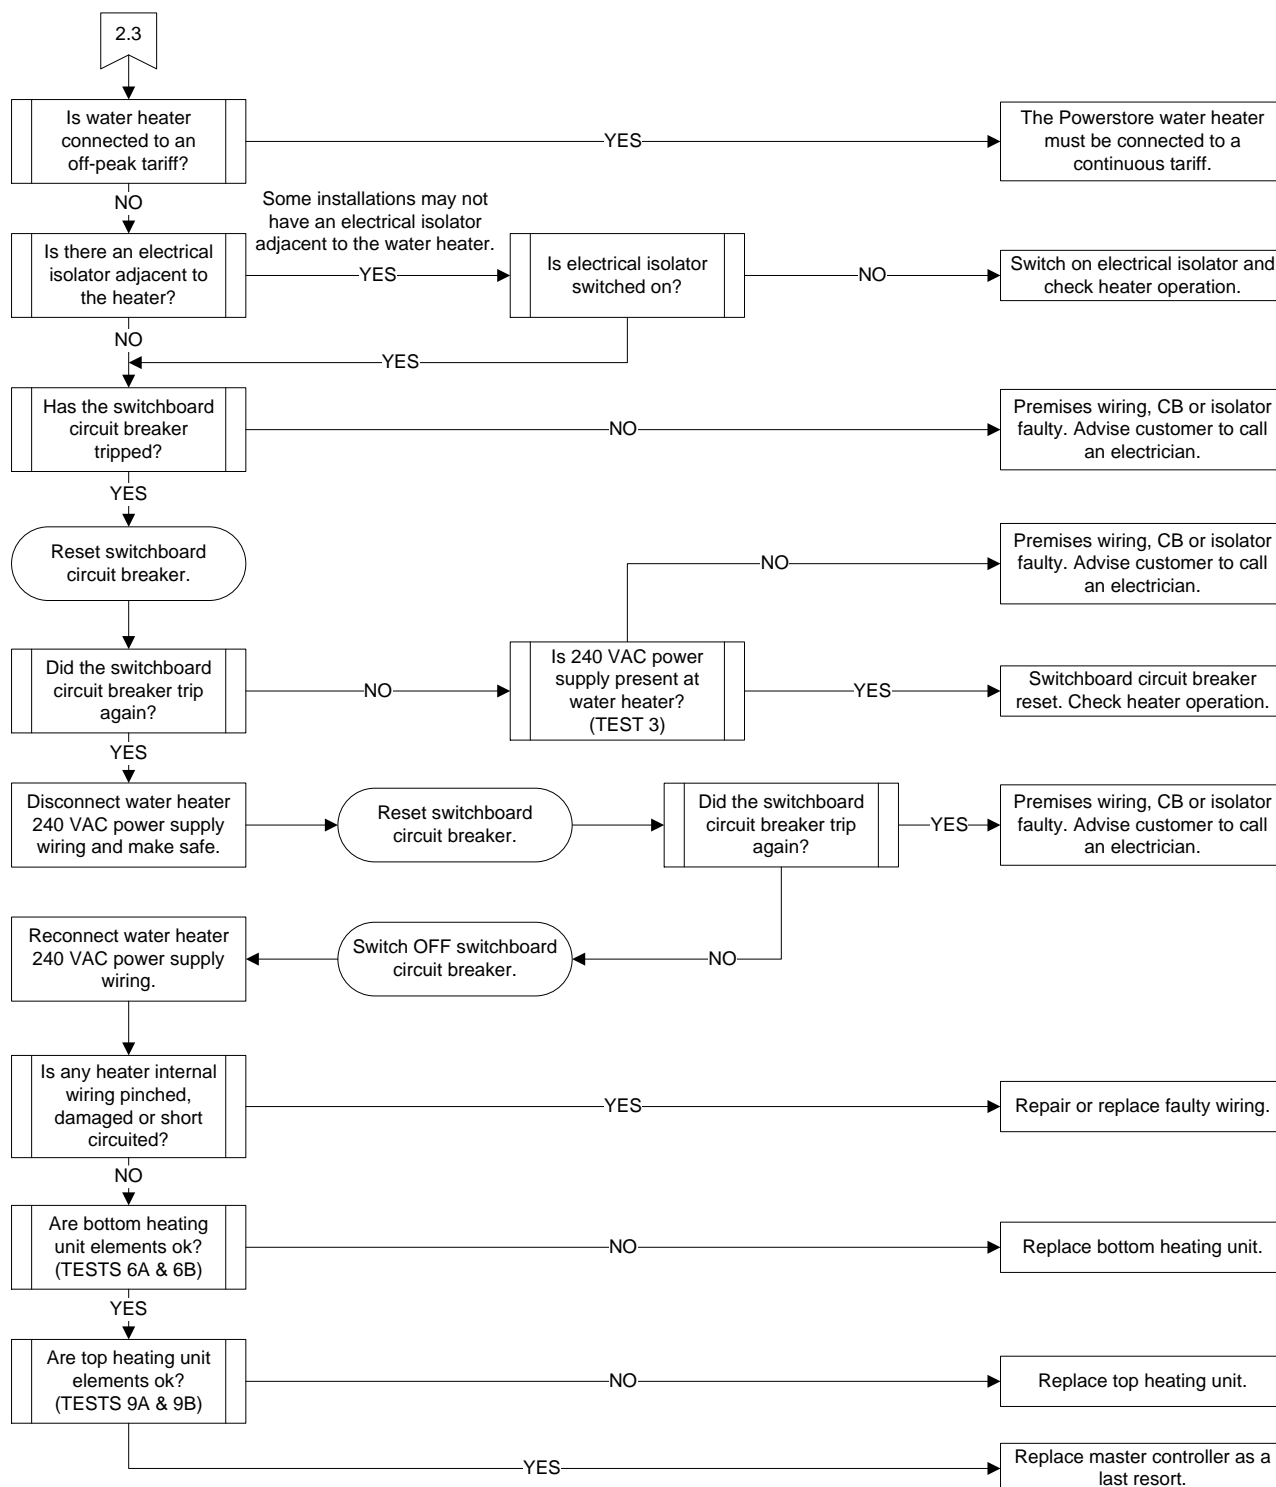 2.3
Is water heater
connected to an
off-peak tariff?
YES
The Powerstore water heater
must be connected to a
continuous tariff.
NO
Some installations may not
have an electrical isolator
adjacent to the water heater.
Is there an electrical
isolator adjacent to
the heater?
YES
Is electrical isolator
switched on?
NO
Switch on electrical isolator and
check heater operation.
NO
YES
Has the switchboard
circuit breaker
tripped?
NO
Premises wiring, CB or isolator
faulty. Advise customer to call
an electrician.
YES
Reset switchboard
circuit breaker.
NO
Premises wiring, CB or isolator
faulty. Advise customer to call
an electrician.
Did the switchboard
circuit breaker trip
again?
NO
Is 240 VAC power
supply present at
water heater?
(TEST 3)
YES
Switchboard circuit breaker
reset. Check heater operation.
YES
Disconnect water heater
240 VAC power supply
wiring and make safe.
Reset switchboard
circuit breaker.
Did the switchboard
circuit breaker trip
again?
YES
Premises wiring, CB or isolator
faulty. Advise customer to call
an electrician.
Reconnect water heater
240 VAC power supply
wiring.
Switch OFF switchboard
circuit breaker.
NO
Is any heater internal
wiring pinched,
damaged or short
circuited?
YES
Repair or replace faulty wiring.
NO
Are bottom heating
unit elements ok?
(TESTS 6A & 6B)
NO
Replace bottom heating unit.
YES
Are top heating unit
elements ok?
(TESTS 9A & 9B)
NO
Replace top heating unit.
YES
Replace master controller as a
last resort.